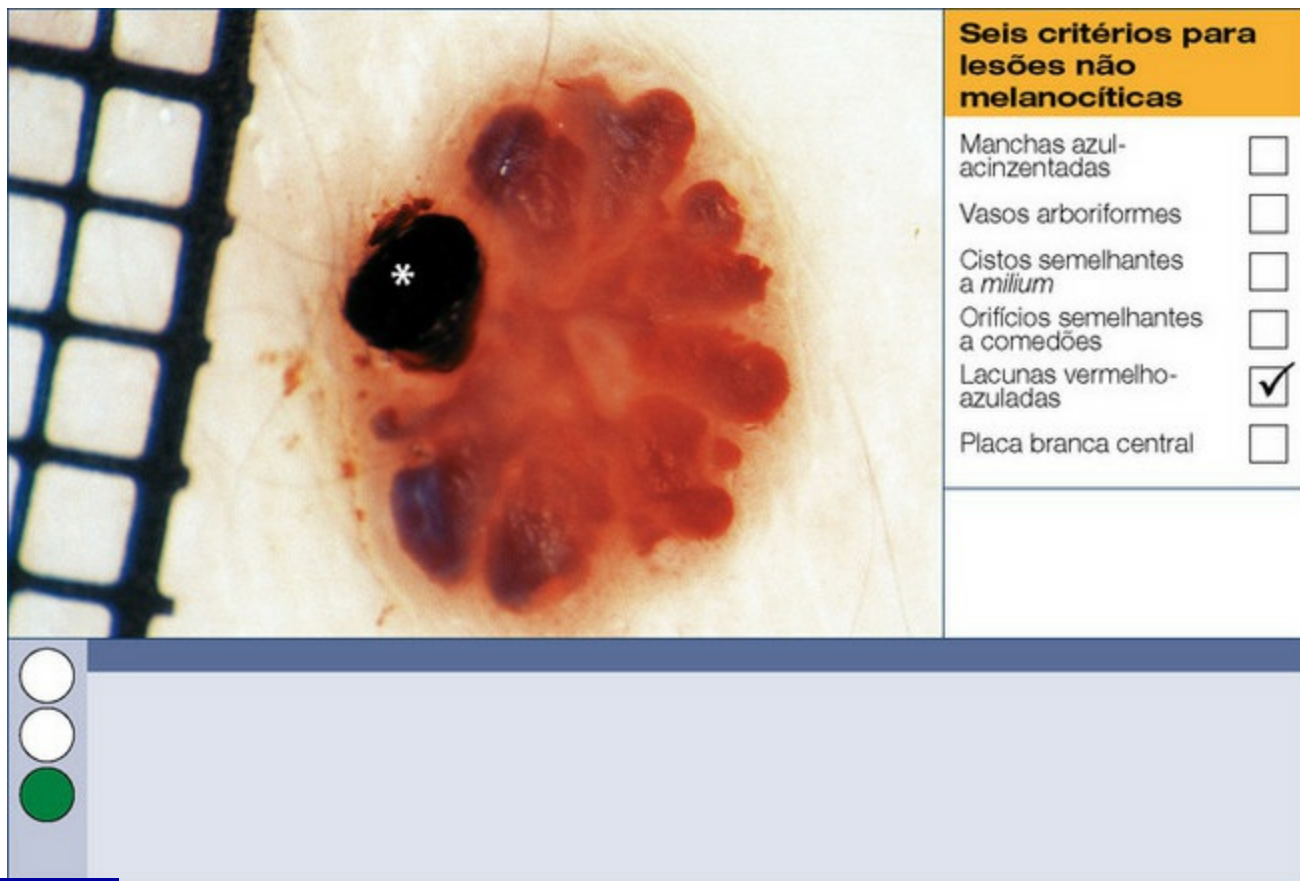 *
Seis critérios para
lesões não
melanocíticas
Manchas azul-
acinzentadas
Vasos arboriformes
Cistos semelhantes
a milium
Orifícios semelhantes
a comedões
Lacunas vermelho-
azuladas
Placa branca central